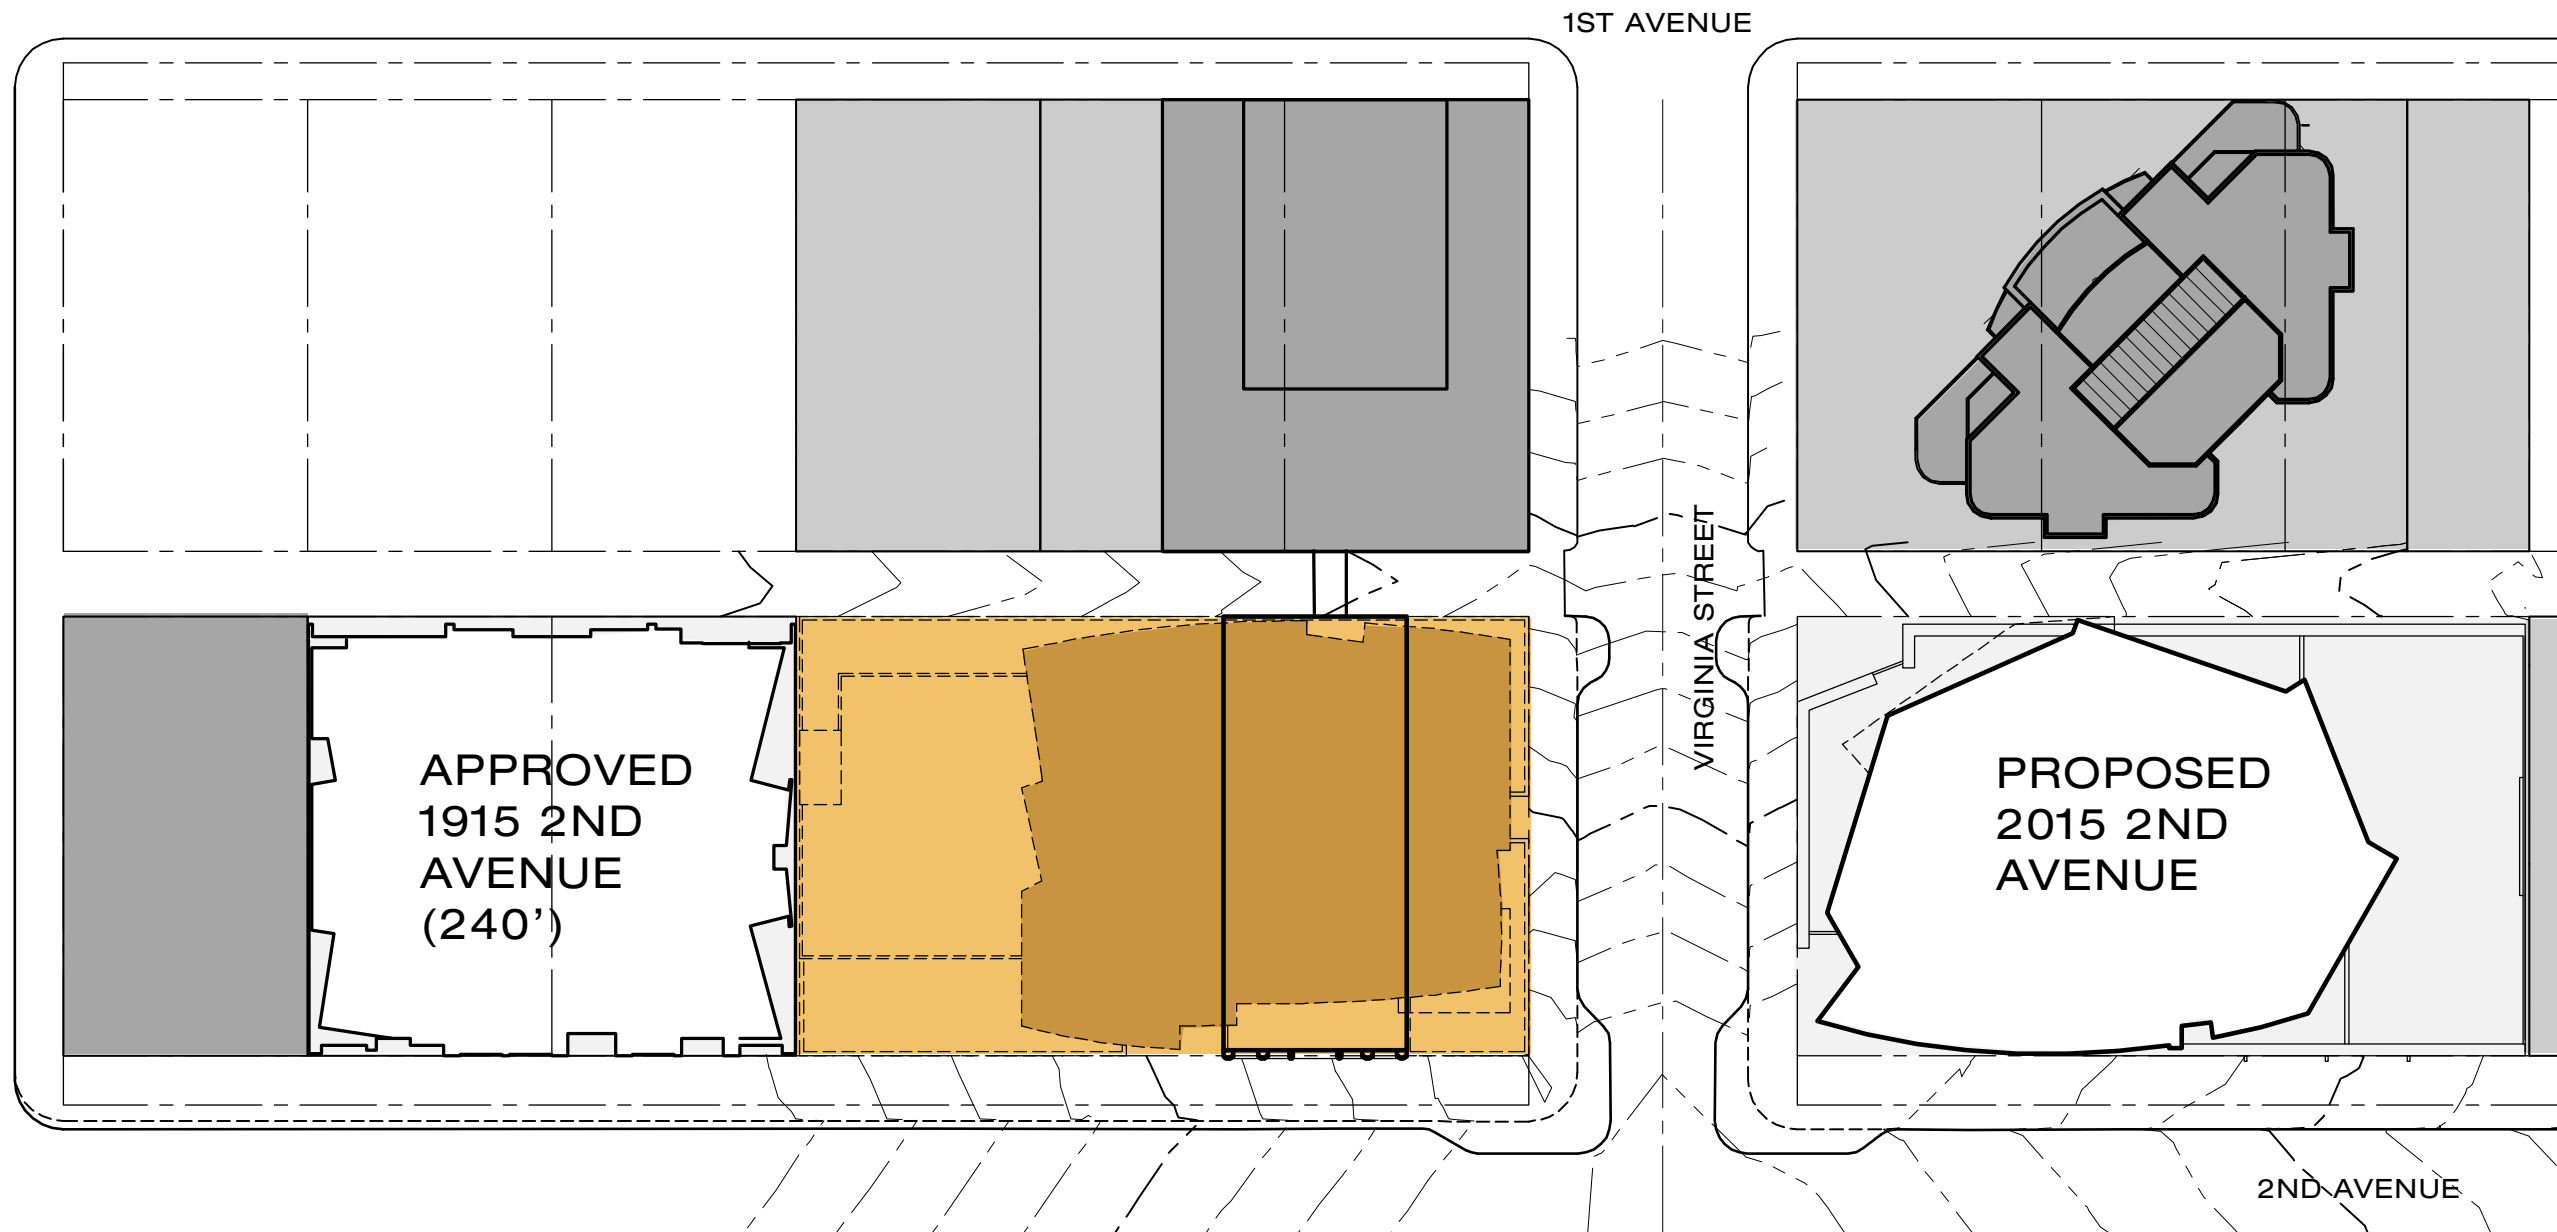 1ST AVENUE
VIRGINIA STREET
APPROVED
1915 2ND
AVENUE
(240’)
PROPOSED
2015 2ND
AVENUE
2ND AVENUE